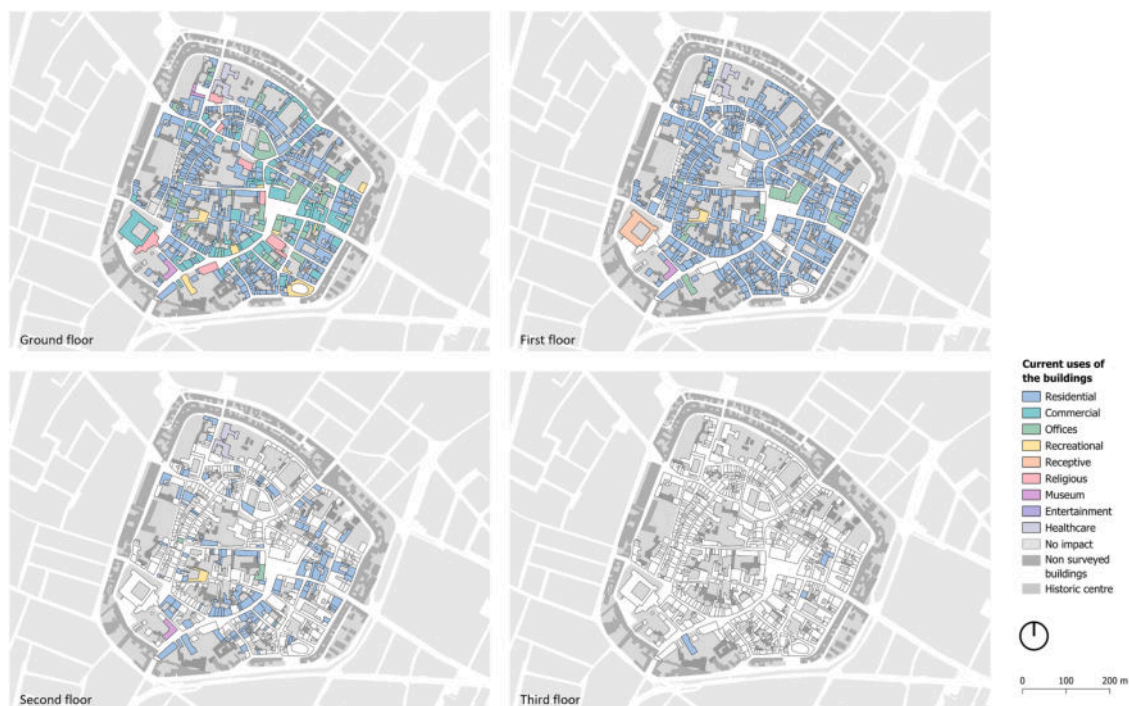 Ground floor
First floor
Current uses of
the buildings
Residential
Commercial
Offices
Recreational
Receptive
Religious
Museum
Entertainment
Healthcare
No impact
Non surveyed
buildings
Historic centre
0 100 200 m
Second floor
Third floor